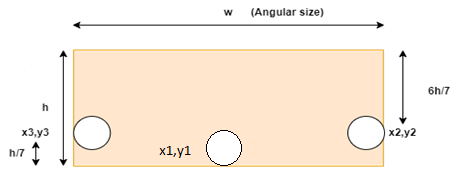 w (Angular size)
h
6h/7
x3,y3
x2,y2
h/7
x1,y1